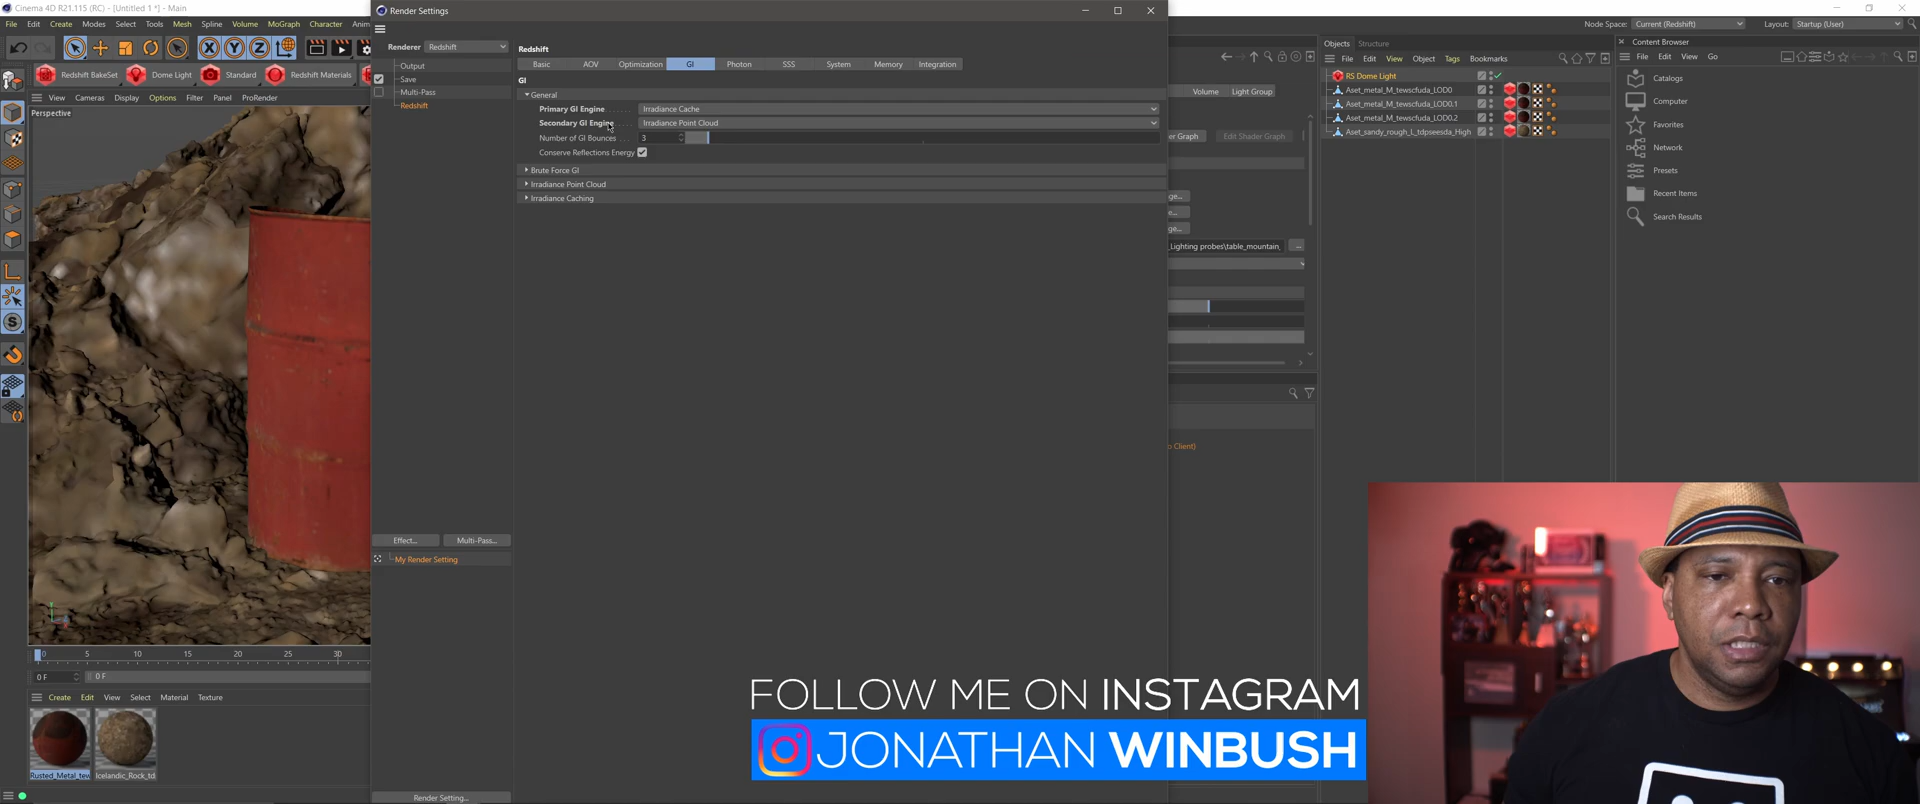 Cinema 4D R21.115 (RC) - [Untitled 1 *] - Main
File Edit Create Modes Select Tools Mesh Spline Volume MoGraph Character
Node Space: Current (Redshift) Layout: Startup (User)
Redshift BakeSet Dome Light Standard Redshift Materials
View Cameras Display Options Filter Panel ProRender
Perspective
Render Settings
Renderer Redshift
Output
Save
Multi-Pass
Redshift
Effect... Multi-Pass...
My Render Setting
Render Setting...
Redshift
Basic AOV Optimization GI Photon SSS System Memory Integration
GI
General
Primary GI Engine Irradiance Cache
Secondary GI Engine Irradiance Point Cloud
Number of GI Bounces 3
Conserve Reflections Energy
Brute Force GI
Irradiance Point Cloud
Irradiance Caching
Volume Light Group
Edit Shader Graph
Lighting probes\table_mountain_
Objects Structure
File Edit View Object Tags Bookmarks
RS Dome Light
Aset_metal_M_tewscfuda_LOD0
Aset_metal_M_tewscfuda_LOD0.1
Aset_metal_M_tewscfuda_LOD0.2
Aset_sandy_rough_L_tdpseesda_High
Content Browser
File Edit View Go
Catalogs
Computer
Favorites
Network
Presets
Recent Items
Search Results
0 5 10 15 20 25 30
0 F 0 F
Create Edit View Select Material Texture
Rusted_Metal_tew Icelandic_Rock_td
FOLLOW ME ON INSTAGRAM
JONATHAN WINBUSH